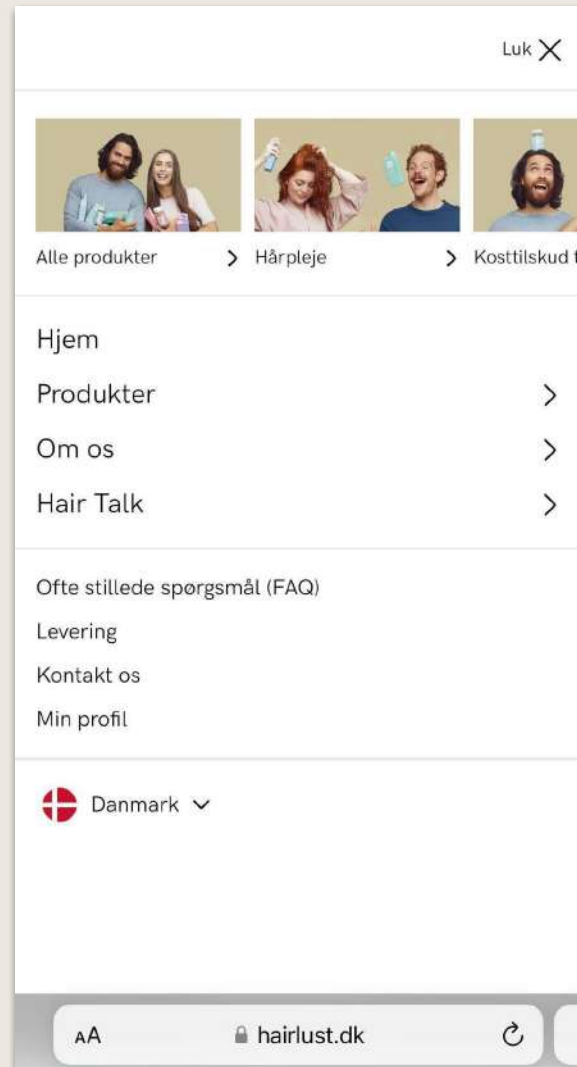 Luk
Alle produkter
Hårpleje
Kosttilskud
Hjem
Produkter
Om os
Hair Talk
Ofte stillede spørgsmål (FAQ)
Levering
Kontakt os
Min profil
Danmark
AA
hairlust.dk